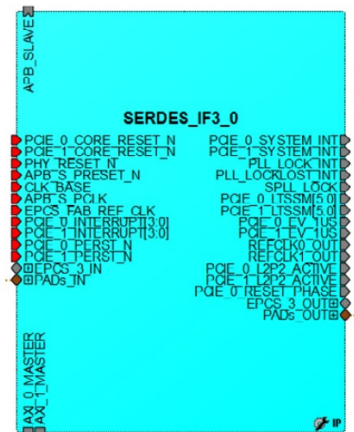 APB_SLAVE
SERDES_IF3_0
PCIE_0_CORE_RESET_N
PCIE_1_CORE_RESET_N
PHY_RESET_N
APB_S_PRESET_N
CLK_BASE
APB_S_PCLK
EPCS_FAB_REF_CLK
PCIE_0_INTERRUPT[3:0]
PCIE_1_INTERRUPT[3:0]
PCIE_0_PERST_N
PCIE_1_PERST_N
EPCS_3_IN
PADs_IN
PCIE_0_SYSTEM_INT
PCIE_1_SYSTEM_INT
PLL_LOCK_INT
PLL_LOCKLOST_INT
SPLL_LOCK
PCIE_0_LTSSM[5:0]
PCIE_1_LTSSM[5:0]
PCIE_0_EV_1US
PCIE_1_EV_1US
REFCLK0_OUT
REFCLK1_OUT
PCIE_0_L2P2_ACTIVE
PCIE_1_L2P2_ACTIVE
PCIE_0_RESET_PHASE
EPCS_3_OUT
PADs_OUT
AXI_0_MASTER
AXI_1_MASTER
IP